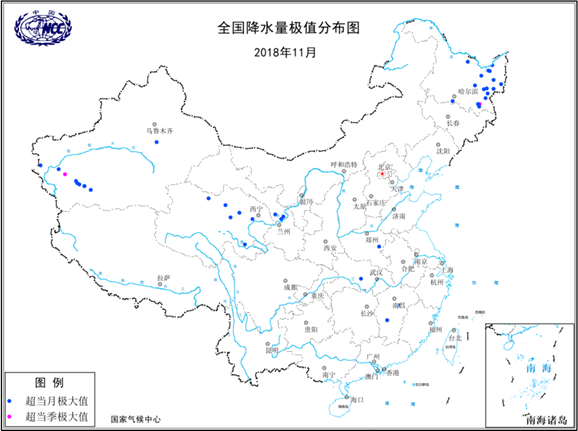 中国
NCC
全国降水量极值分布图
2018年11月
哈尔滨
长春
乌鲁木齐
沈阳
呼和浩特
北京
天津
银川
太原
石家庄
济南
西宁
兰州
西安
郑州
合肥
南京
上海
拉萨
成都
重庆
武汉
杭州
长沙
南昌
贵阳
福州
台北
昆明
广州
南宁
澳门
香港
海口
图 例
超当月极大值
超当季极大值
国家气候中心
南 海
南海诸岛